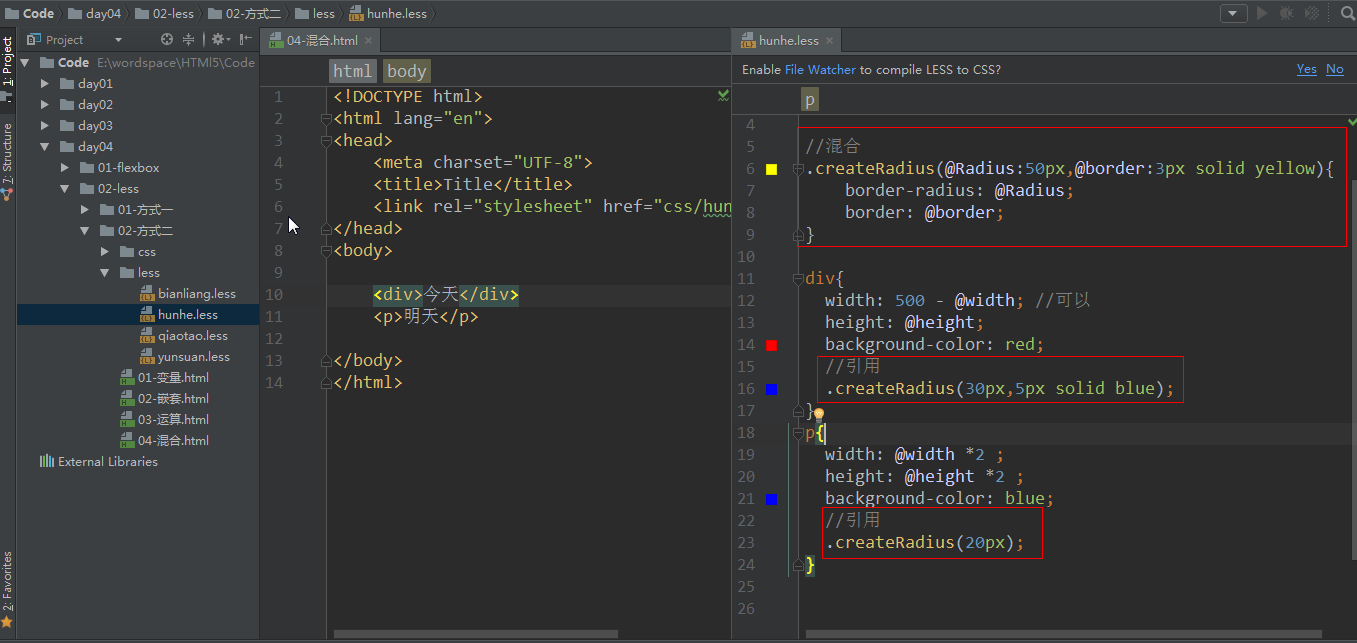 Code day04 02-less 02-方式二 less hunhe.less
1: Project
Project
Code E:\wordspace\HTMl5\Code
day01
day02
day03
day04
01-flexbox
02-less
01-方式一
02-方式二
css
less
bianliang.less
hunhe.less
qiaotao.less
yunsuan.less
01-变量.html
02-嵌套.html
03-运算.html
04-混合.html
External Libraries
7: Structure
2: Favorites
04-混合.html
html body
1 <!DOCTYPE html>
2 <html lang="en">
3 <head>
4 <meta charset="UTF-8">
5 <title>Title</title>
6 <link rel="stylesheet" href="css/hun
7 </head>
8 <body>
9
10 <div>今天</div>
11 <p>明天</p>
12
13 </body>
14 </html>
hunhe.less
Enable File Watcher to compile LESS to CSS? Yes No
p
4
5 //混合
6 .createRadius(@Radius:50px,@border:3px solid yellow){
7 border-radius: @Radius;
8 border: @border;
9 }
10
11 div{
12 width: 500 - @width; //可以
13 height: @height;
14 background-color: red;
15 //引用
16 .createRadius(30px,5px solid blue);
17 }
18 p{
19 width: @width *2 ;
20 height: @height *2 ;
21 background-color: blue;
22 //引用
23 .createRadius(20px);
24 }
25
26